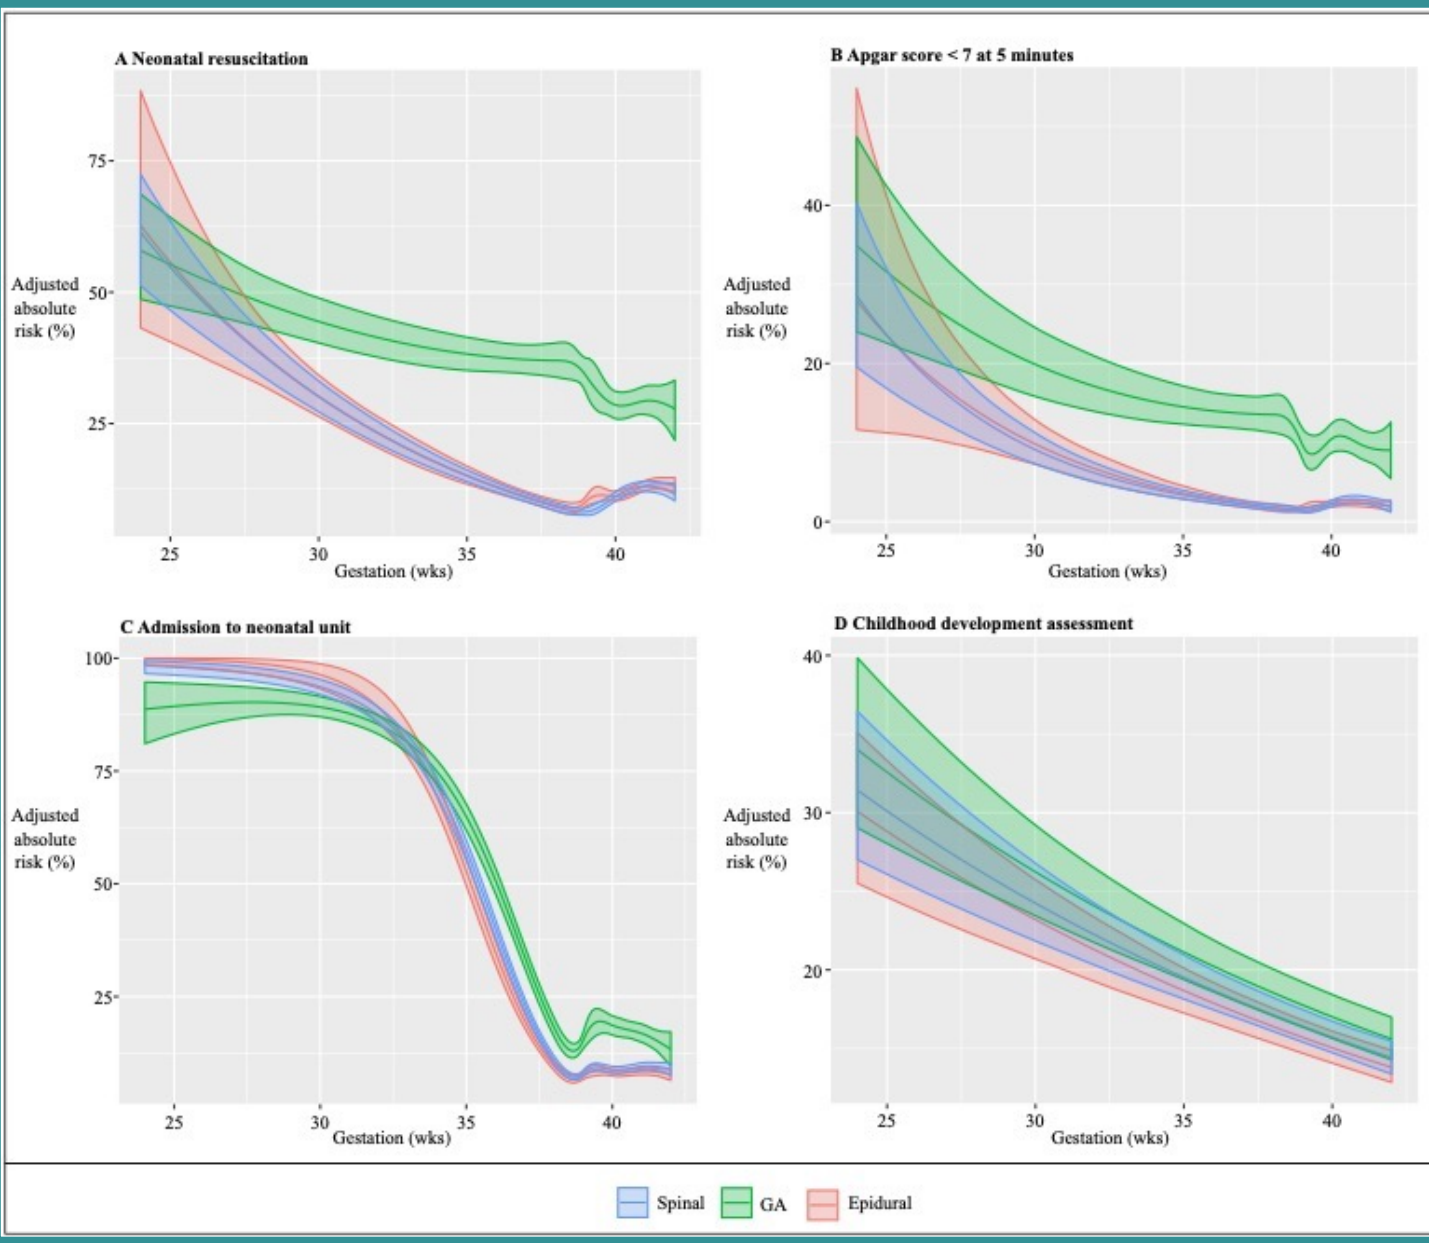 A Neonatal resuscitation
75
50
25
Adjusted
absolute
risk (%)
25 30 35 40
Gestation (wks)
B Apgar score < 7 at 5 minutes
40
20
0
Adjusted
absolute
risk (%)
25 30 35 40
Gestation (wks)
C Admission to neonatal unit
100
75
50
25
Adjusted
absolute
risk (%)
25 30 35 40
Gestation (wks)
D Childhood development assessment
40
30
20
Adjusted
absolute
risk (%)
25 30 35 40
Gestation (wks)
Spinal GA Epidural